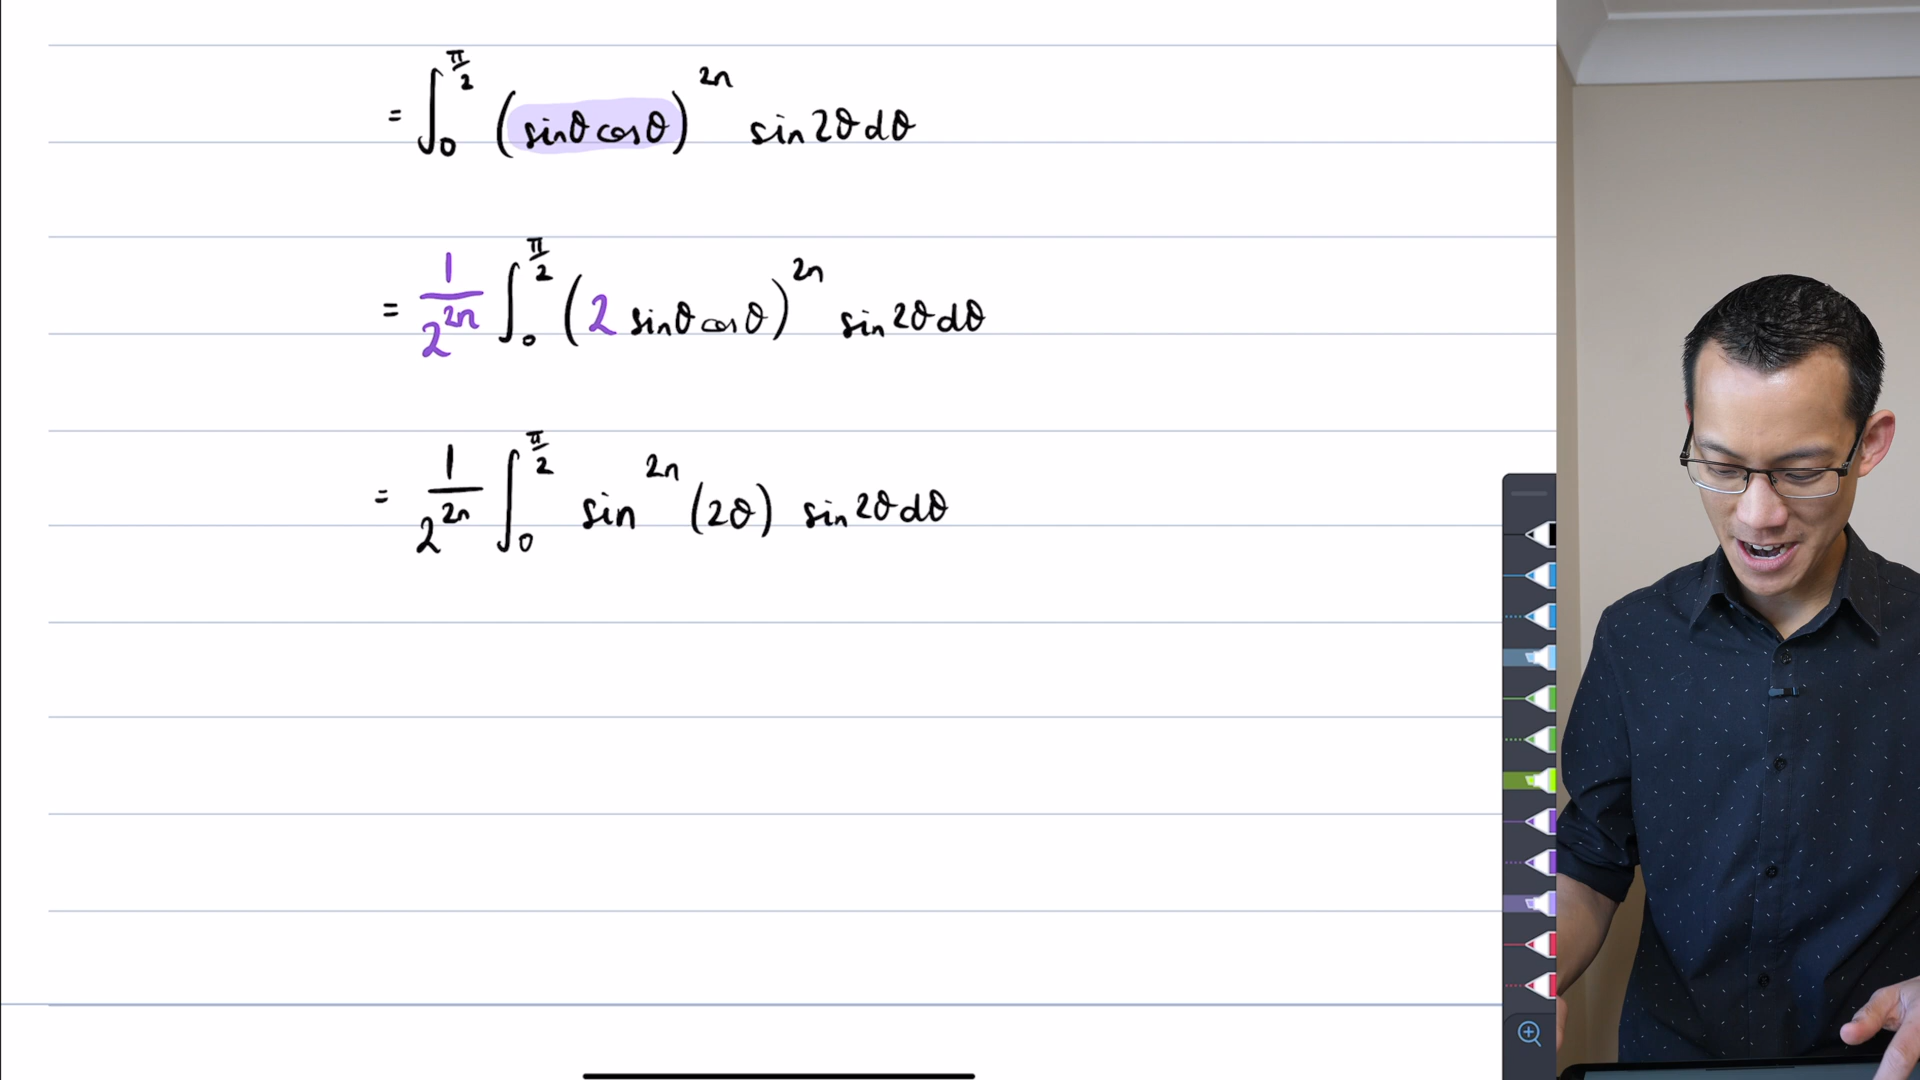 = ∫₀^(π/2) (sinθ cosθ)^(2n) sin2θ dθ
= 1/2^(2n) ∫₀^(π/2) (2 sinθ cosθ)^(2n) sin2θ dθ
= 1/2^(2n) ∫₀^(π/2) sin^(2n) (2θ) sin2θ dθ